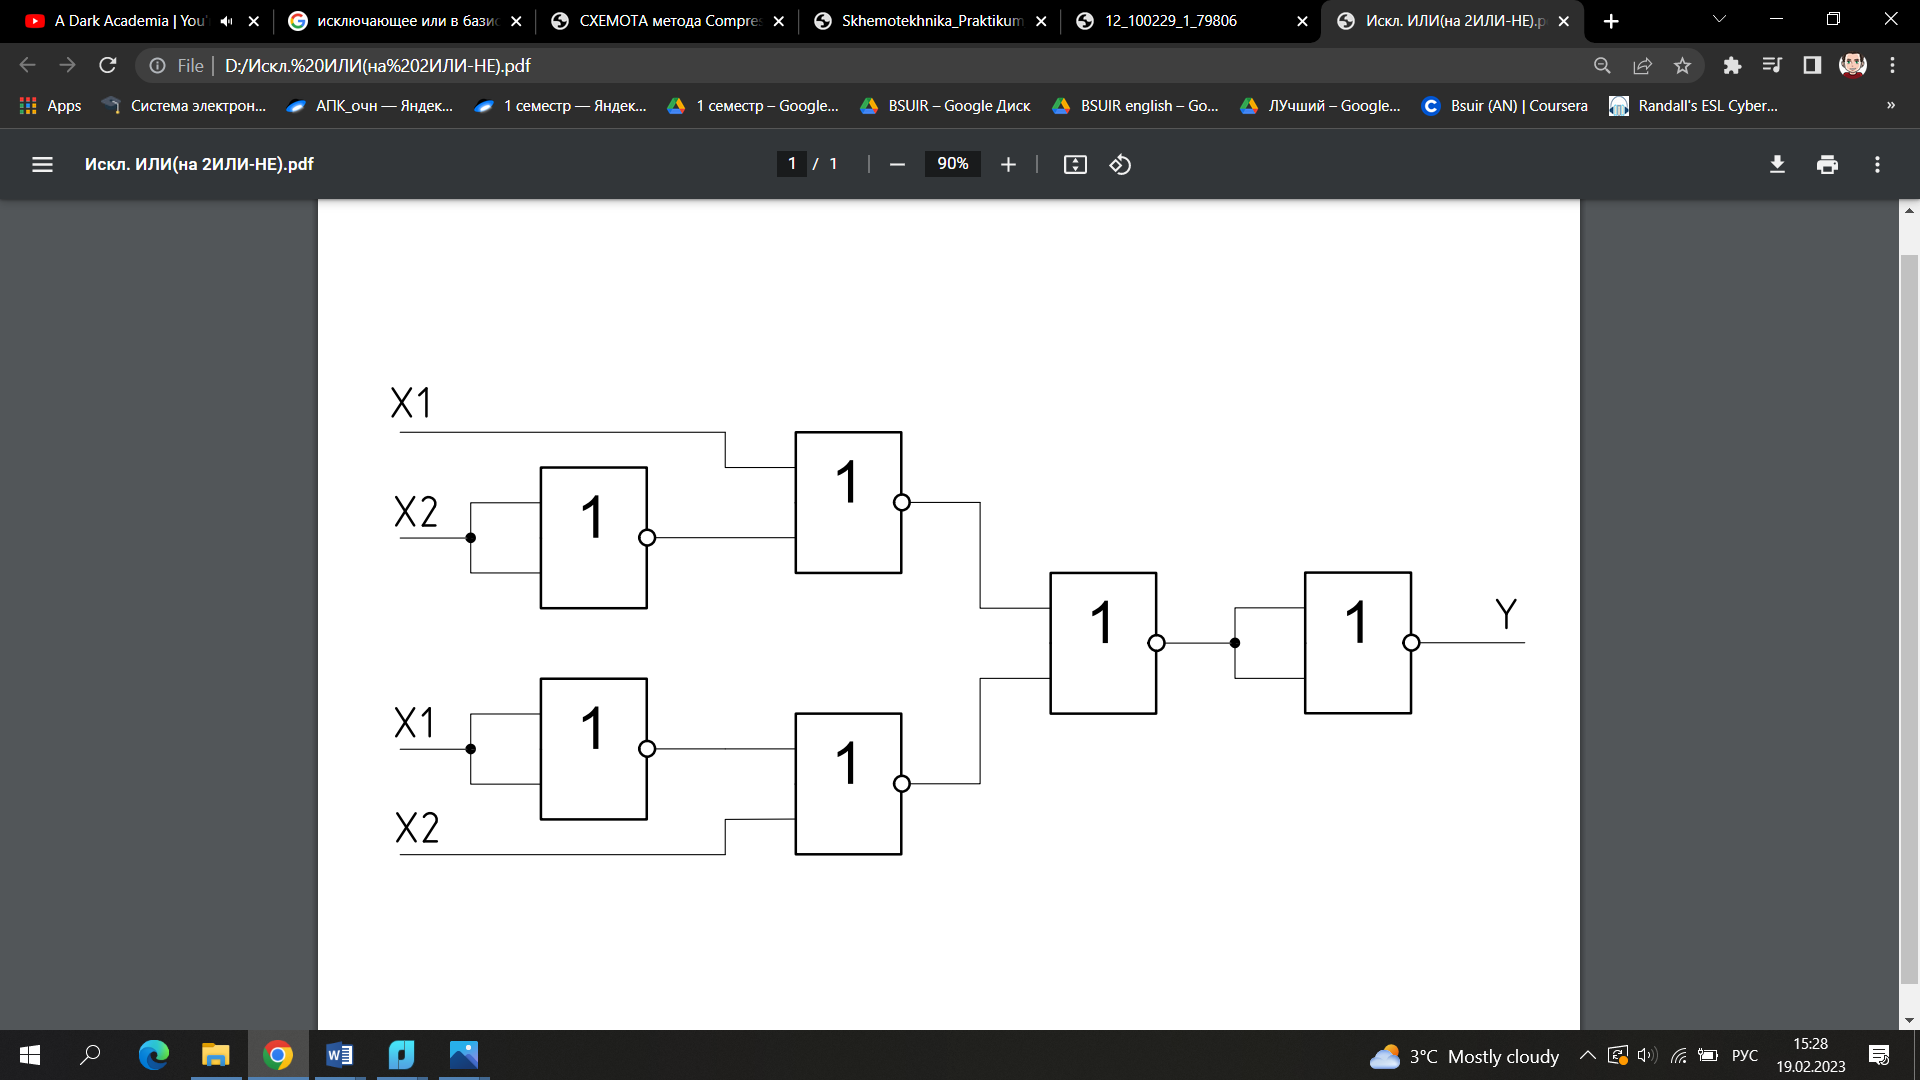 A Dark Academia | You
исключающее или в бази
СХЕМОТА метода Compre
Skhemotekhnika_Praktikum
12_100229_1_79806
Искл. ИЛИ(на 2ИЛИ-НЕ).p
File | D:/Искл.%20ИЛИ(на%202ИЛИ-НЕ).pdf
Apps
Система электрон...
АПК_очн — Яндек...
1 семестр — Яндек...
1 семестр – Google...
BSUIR – Google Диск
BSUIR english – Go...
ЛУчший – Google...
Bsuir (AN) | Coursera
Randall's ESL Cyber...
»
Искл. ИЛИ(на 2ИЛИ-НЕ).pdf
1 / 1
90%
X1
1
X2
1
1
1
Y
X1
1
1
X2
3°C Mostly cloudy
РУС
15:28
19.02.2023